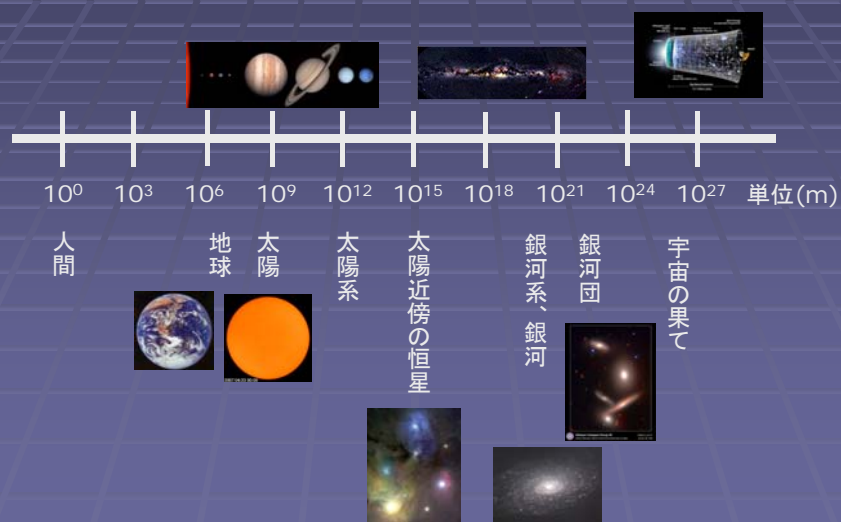 10⁰ 10³ 10⁶ 10⁹ 10¹² 10¹⁵ 10¹⁸ 10²¹ 10²⁴ 10²⁷ 単位(m)
人間
地球
太陽
太陽系
太陽近傍の恒星
銀河系、銀河
銀河団
宇宙の果て